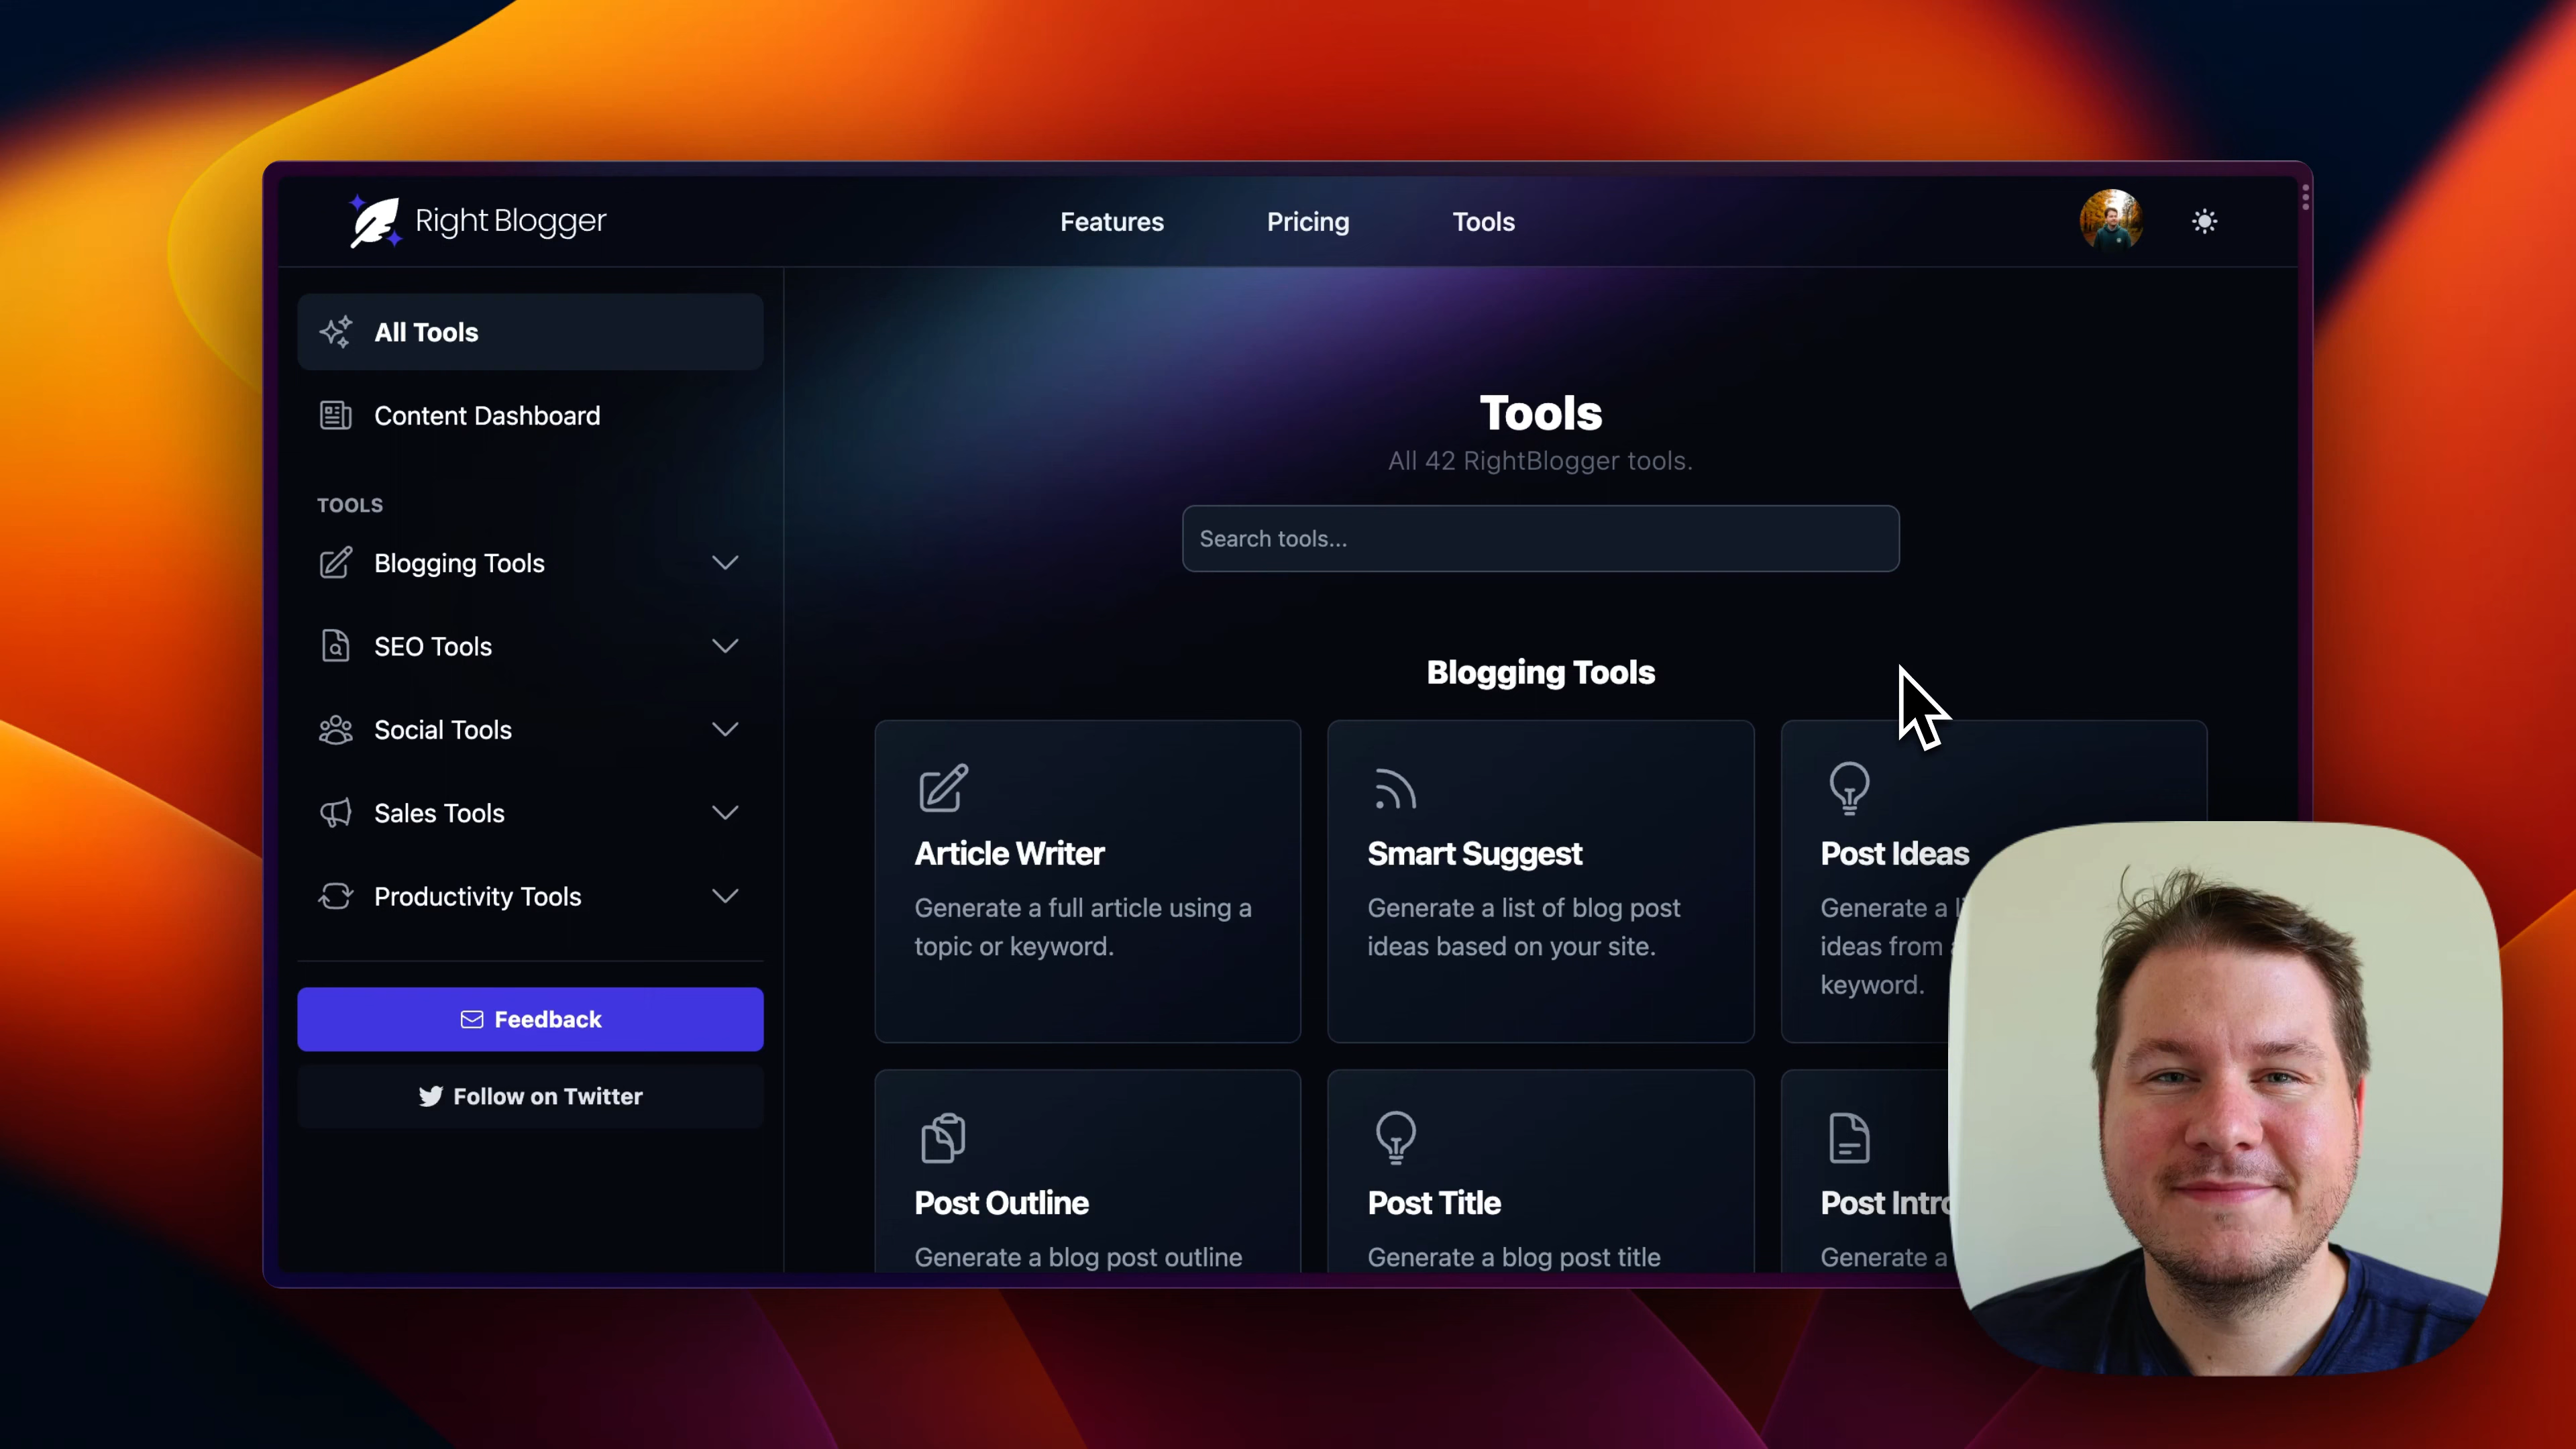 Right Blogger
Features
Pricing
Tools
All Tools
Content Dashboard
TOOLS
Blogging Tools
SEO Tools
Social Tools
Sales Tools
Productivity Tools
Feedback
Follow on Twitter
Tools
All 42 RightBlogger tools.
Search tools...
Blogging Tools
Article Writer
Generate a full article using a
topic or keyword.
Smart Suggest
Generate a list of blog post
ideas based on your site.
Post Ideas
Generate a
ideas from
keyword.
Post Outline
Generate a blog post outline
Post Title
Generate a blog post title
Post Intro
Generate a